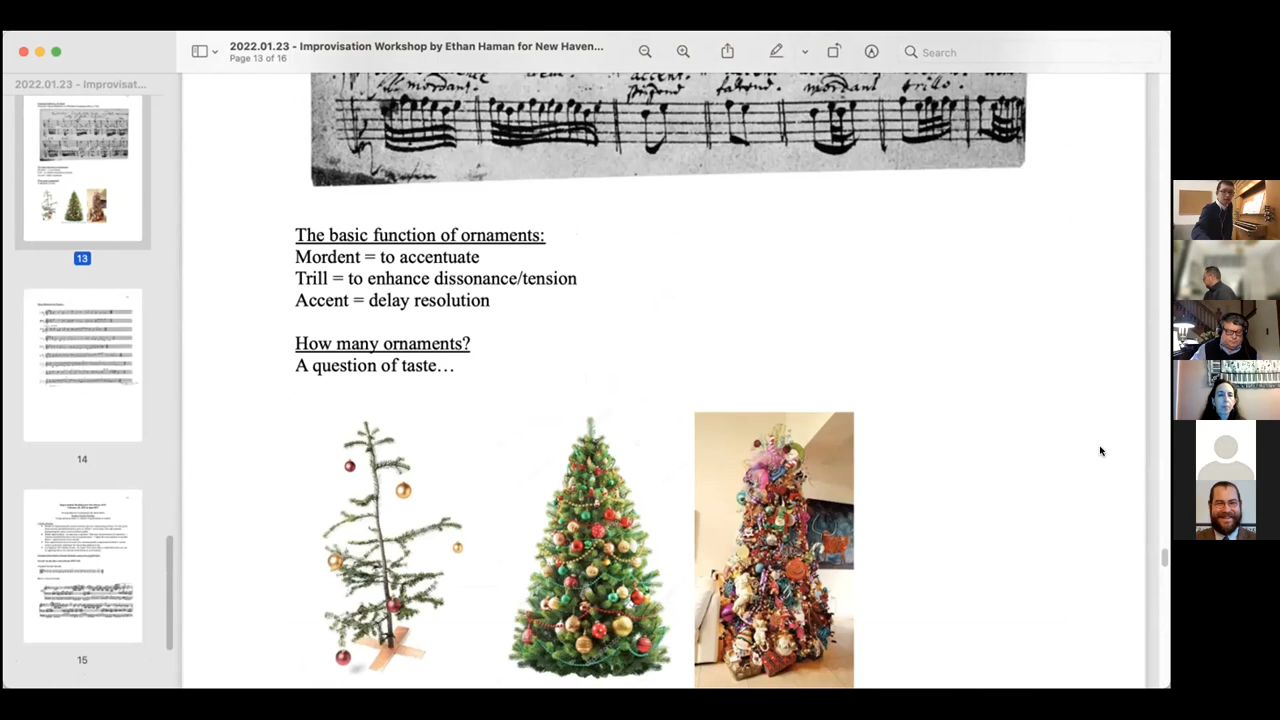 2022.01.23 - Improvisation Workshop by Ethan Haman for New Haven...
Page 13 of 16
Search
2022.01.23 - Improvisat...
13
14
15
mordant.
accent.
mordant
trillo.
The basic function of ornaments:
Mordent = to accentuate
Trill = to enhance dissonance/tension
Accent = delay resolution
How many ornaments?
A question of taste…